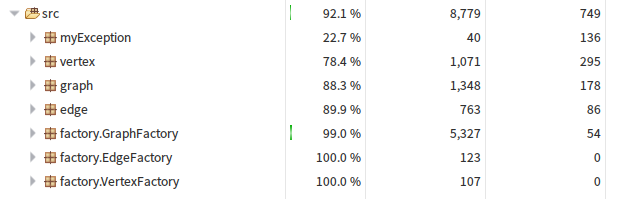 src 92.1 % 8,779 749
myException 22.7 % 40 136
vertex 78.4 % 1,071 295
graph 88.3 % 1,348 178
edge 89.9 % 763 86
factory.GraphFactory 99.0 % 5,327 54
factory.EdgeFactory 100.0 % 123 0
factory.VertexFactory 100.0 % 107 0